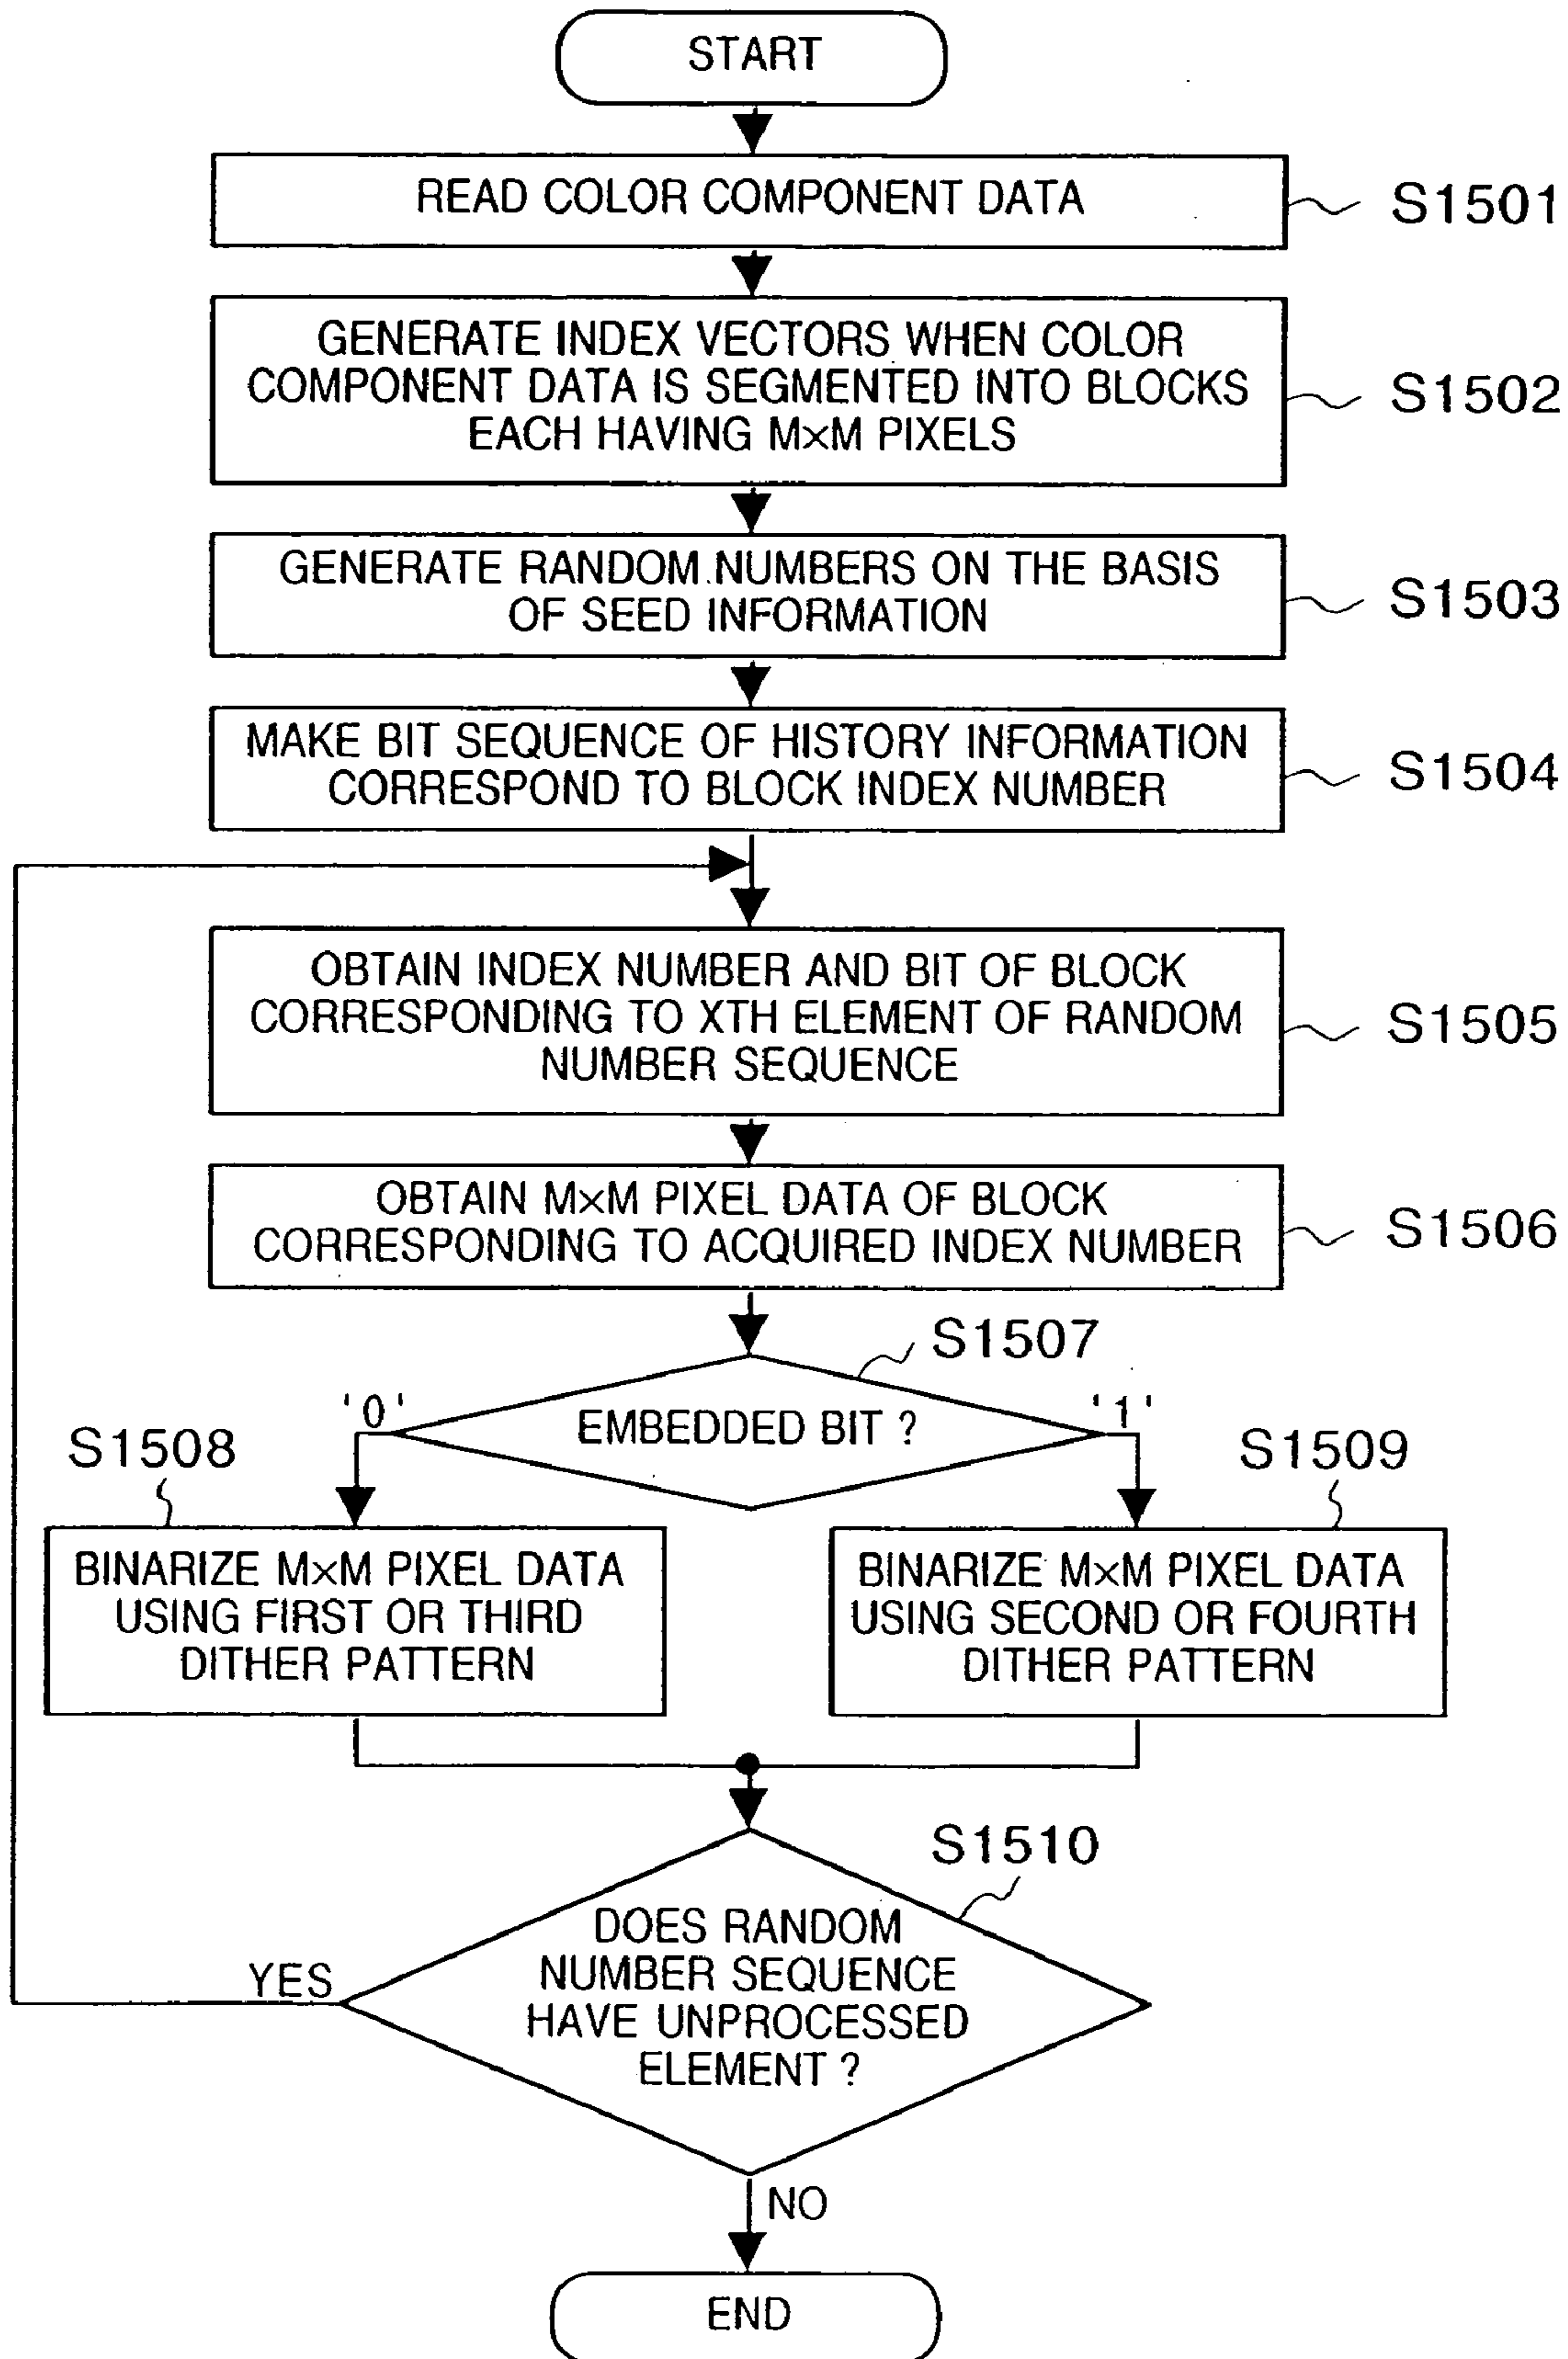 START
READ COLOR COMPONENT DATA
S1501
GENERATE INDEX VECTORS WHEN COLOR
COMPONENT DATA IS SEGMENTED INTO BLOCKS
EACH HAVING M×M PIXELS
S1502
GENERATE RANDOM NUMBERS ON THE BASIS
OF SEED INFORMATION
S1503
MAKE BIT SEQUENCE OF HISTORY INFORMATION
CORRESPOND TO BLOCK INDEX NUMBER
S1504
OBTAIN INDEX NUMBER AND BIT OF BLOCK
CORRESPONDING TO XTH ELEMENT OF RANDOM
NUMBER SEQUENCE
S1505
OBTAIN M×M PIXEL DATA OF BLOCK
CORRESPONDING TO ACQUIRED INDEX NUMBER
S1506
S1507
'0'
EMBEDDED BIT ?
'1'
S1508
BINARIZE M×M PIXEL DATA
USING FIRST OR THIRD
DITHER PATTERN
S1509
BINARIZE M×M PIXEL DATA
USING SECOND OR FOURTH
DITHER PATTERN
S1510
DOES RANDOM
NUMBER SEQUENCE
HAVE UNPROCESSED
ELEMENT ?
YES
NO
END